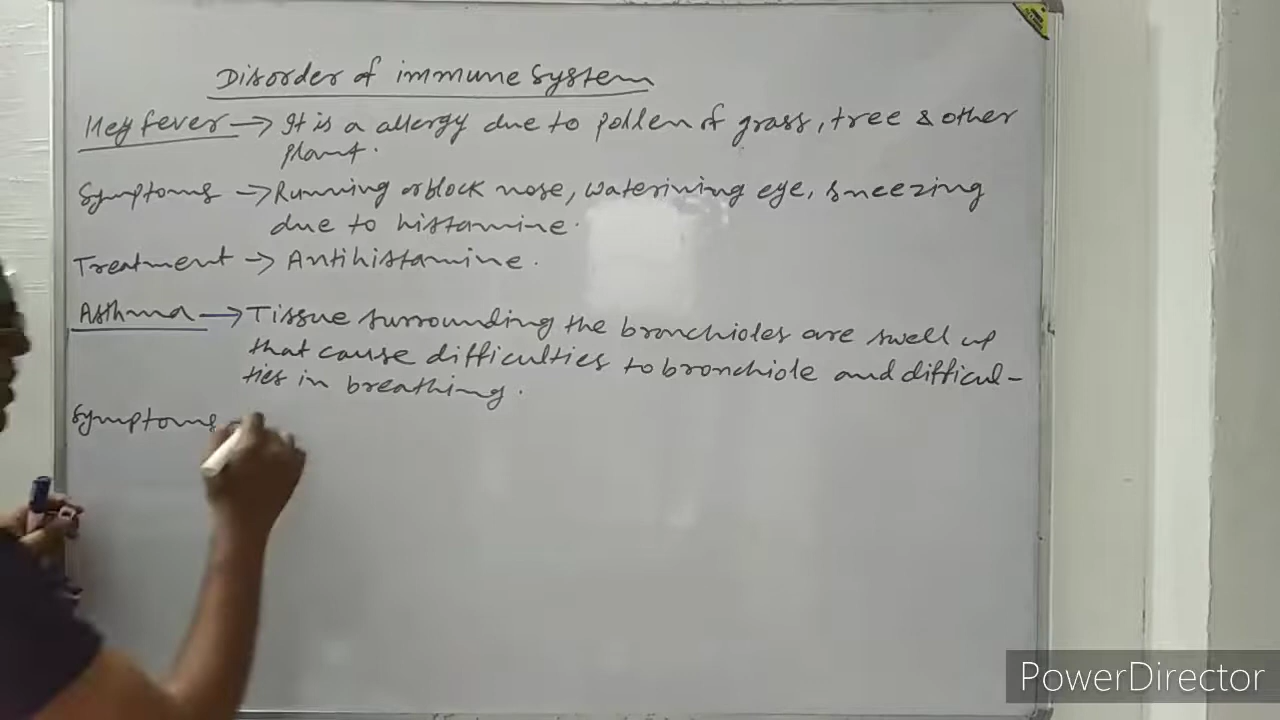 Disorder of immune system
Hey fever → It is a allergy due to pollen of grass, tree & other
plant.
Symptoms → Running or block nose, waterining eye, sneezing
due to histamine.
Treatment → Antihistamine.
Asthma → Tissue surrounding the bronchioles are swell up
that cause difficulties to bronchiole and difficul-
ties in breathing.
Symptoms
PowerDirector